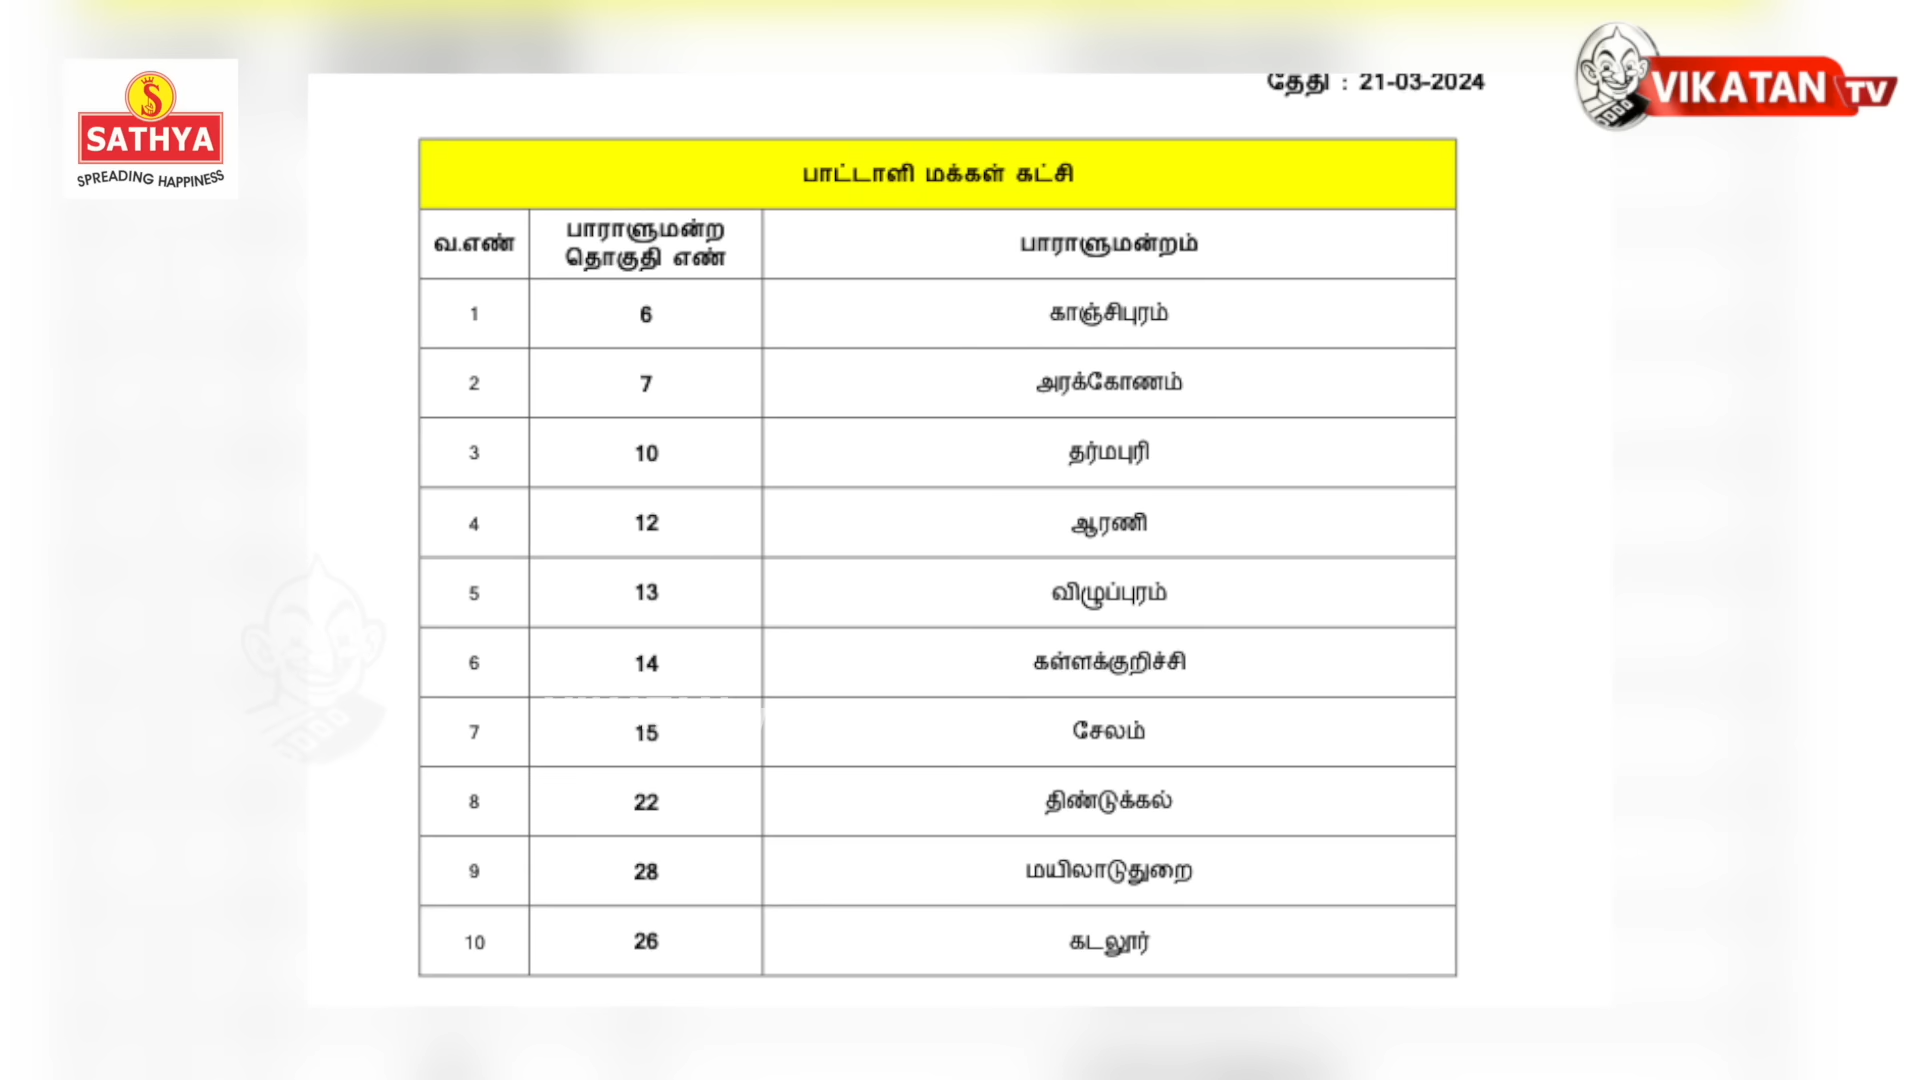 தேதி : 21-03-2024
VIKATAN TV
S
SATHYA
SPREADING HAPPINESS
பாட்டாளி மக்கள் கட்சி
வ.எண் பாராளுமன்ற தொகுதி எண் பாராளுமன்றம்
1 6 காஞ்சிபுரம்
2 7 அரக்கோணம்
3 10 தர்மபுரி
4 12 ஆரணி
5 13 விழுப்புரம்
6 14 கள்ளக்குறிச்சி
7 15 சேலம்
8 22 திண்டுக்கல்
9 28 மயிலாடுதுறை
10 26 கடலூர்